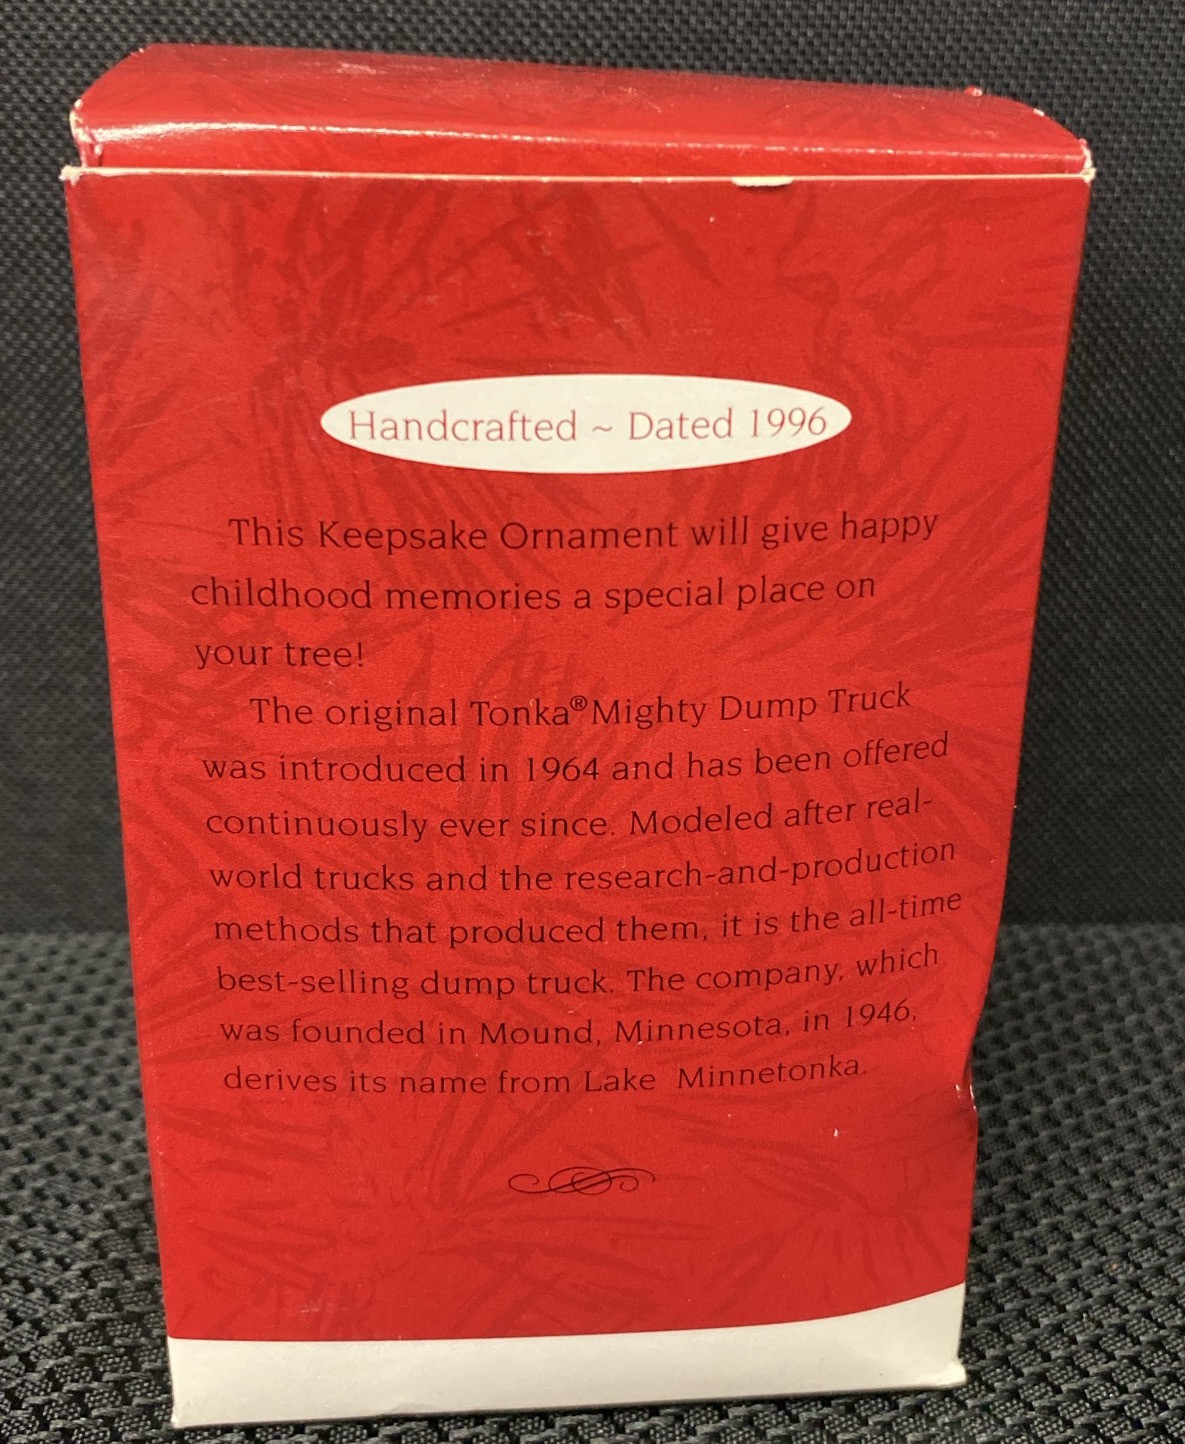 Handcrafted ~ Dated 1996
This Keepsake Ornament will give happy
childhood memories a special place on
your tree!
The original Tonka® Mighty Dump Truck
was introduced in 1964 and has been offered
continuously ever since. Modeled after real-
world trucks and the research-and-production
methods that produced them, it is the all-time
best-selling dump truck. The company, which
was founded in Mound, Minnesota, in 1946,
derives its name from Lake Minnetonka.